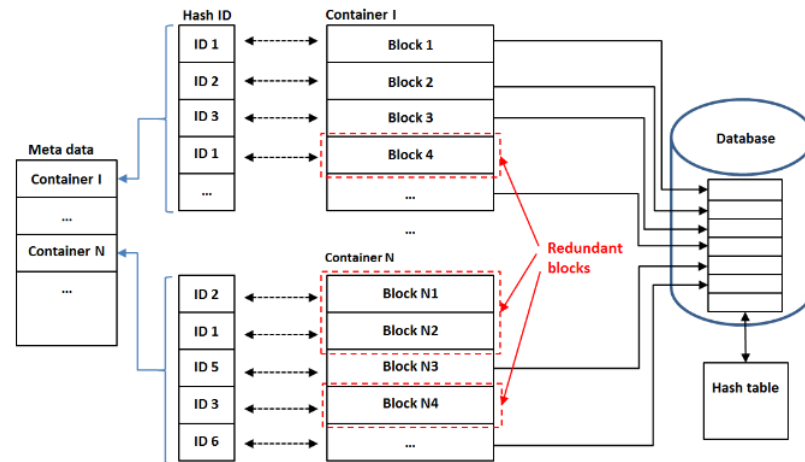 Hash ID
Container I
ID 1
Block 1
ID 2
Block 2
ID 3
Block 3
ID 1
Block 4
...
...
Meta data
Container I
...
Container N
...
...
Container N
ID 2
Block N1
ID 1
Block N2
ID 5
Block N3
ID 3
Block N4
ID 6
...
Redundant
blocks
Database
Hash table